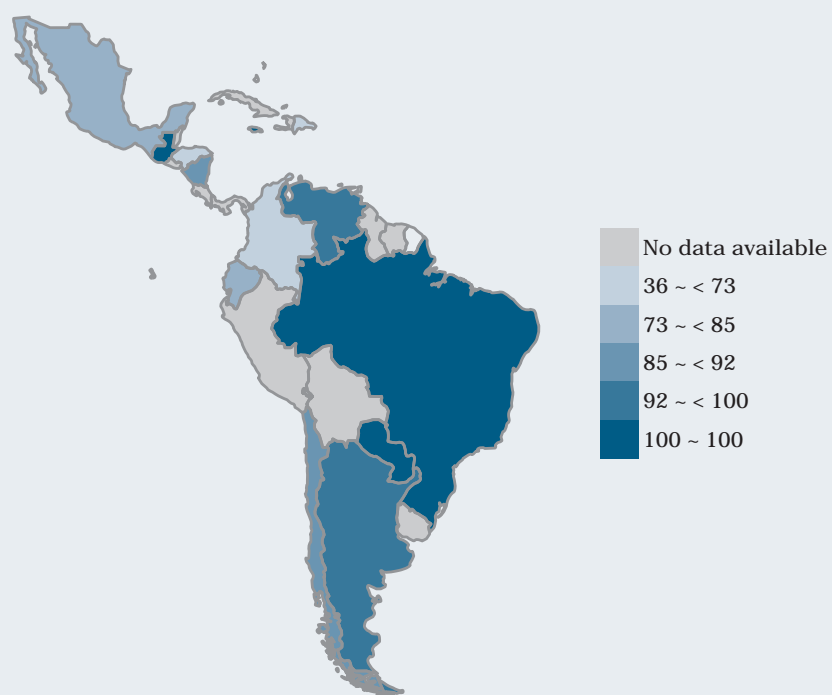 No data available
36 ~ < 73
73 ~ < 85
85 ~ < 92
92 ~ < 100
100 ~ 100